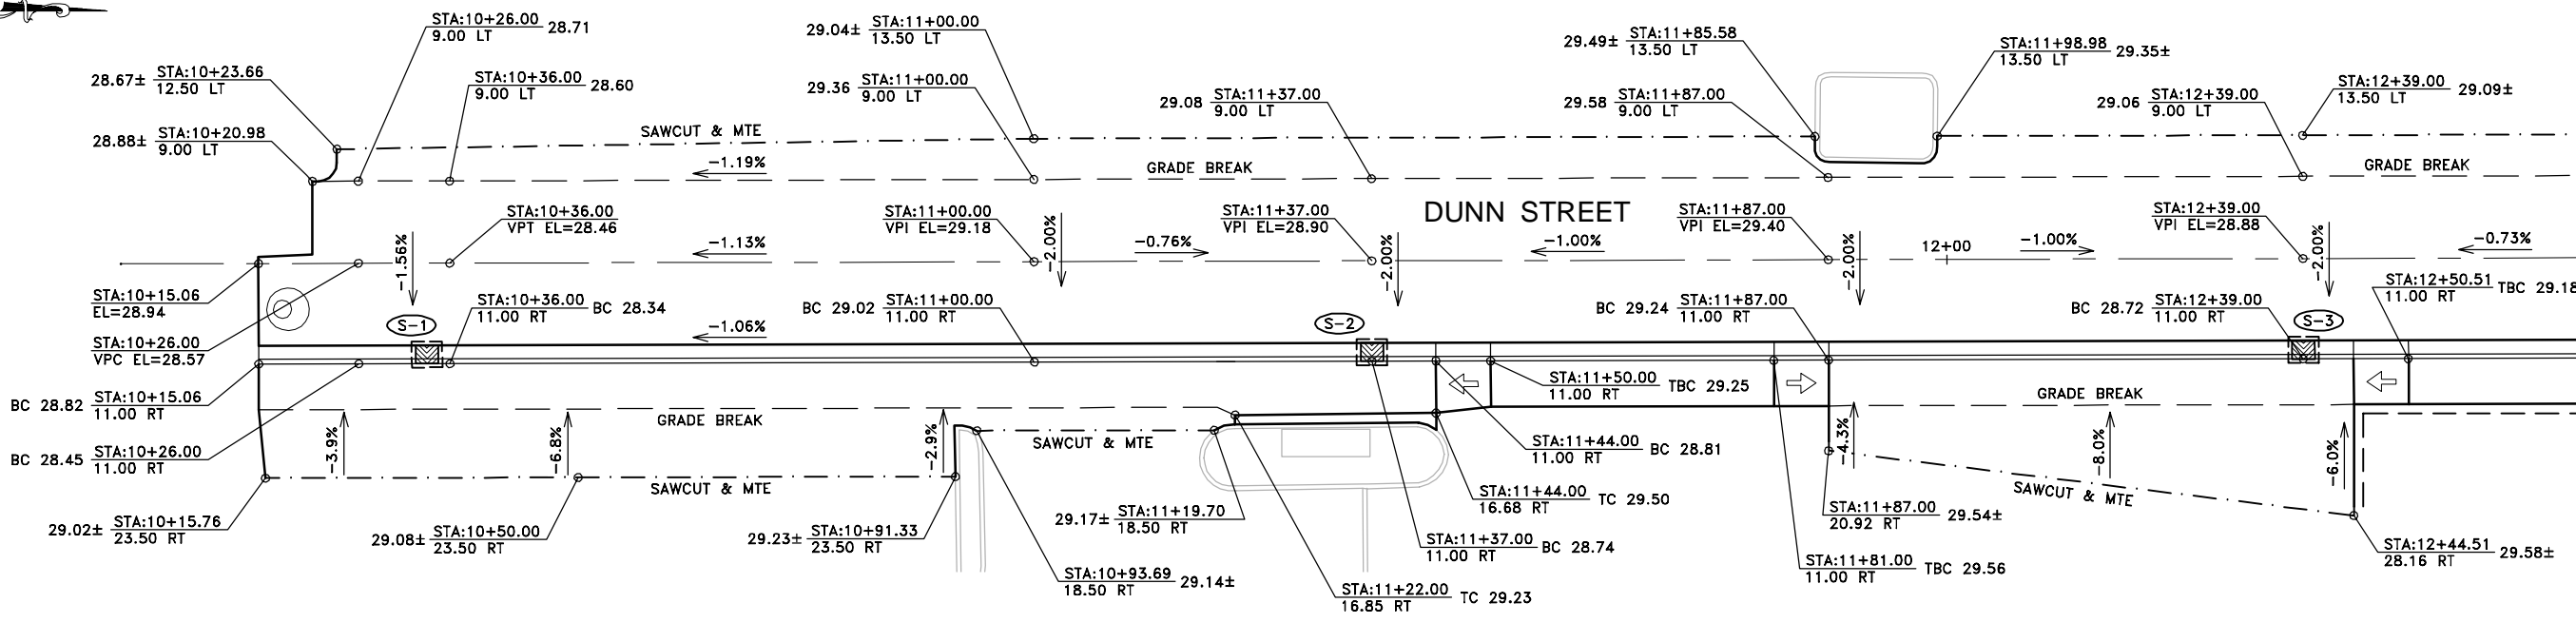 STA:10+26.00 28.71
9.00 LT
29.04± STA:11+00.00
13.50 LT
29.49± STA:11+85.58
13.50 LT
STA:11+98.98 29.35±
13.50 LT
28.67± STA:10+23.66
12.50 LT
STA:10+36.00 28.60
9.00 LT
29.36 STA:11+00.00
9.00 LT
29.08 STA:11+37.00
9.00 LT
29.58 STA:11+87.00
9.00 LT
29.06 STA:12+39.00
9.00 LT
STA:12+39.00 29.09±
13.50 LT
28.88± STA:10+20.98
9.00 LT
SAWCUT & MTE
-1.19%
GRADE BREAK
GRADE BREAK
STA:10+36.00
VPT EL=28.46
STA:11+00.00
VPI EL=29.18
STA:11+37.00
VPI EL=28.90
DUNN STREET
STA:11+87.00
VPI EL=29.40
STA:12+39.00
VPI EL=28.88
-1.56%
-1.13%
-2.00%
-0.76%
-2.00%
-1.00%
-2.00%
12+00
-1.00%
-2.00%
-0.73%
STA:10+15.06
EL=28.94
STA:10+36.00 BC 28.34
11.00 RT
BC 29.02 STA:11+00.00
11.00 RT
BC 29.24 STA:11+87.00
11.00 RT
BC 28.72 STA:12+39.00
11.00 RT
STA:12+50.51 TBC 29.18
11.00 RT
S-1
-1.06%
S-2
S-3
STA:10+26.00
VPC EL=28.57
BC 28.82 STA:10+15.06
11.00 RT
STA:11+50.00 TBC 29.25
11.00 RT
GRADE BREAK
GRADE BREAK
BC 28.45 STA:10+26.00
11.00 RT
-3.9%
-6.8%
-2.9%
SAWCUT & MTE
STA:11+44.00 BC 28.81
11.00 RT
-4.3%
-8.0%
-6.0%
SAWCUT & MTE
STA:11+44.00 TC 29.50
16.68 RT
SAWCUT & MTE
29.02± STA:10+15.76
23.50 RT
29.08± STA:10+50.00
23.50 RT
29.23± STA:10+91.33
23.50 RT
29.17± STA:11+19.70
18.50 RT
STA:11+87.00 29.54±
20.92 RT
STA:11+37.00 BC 28.74
11.00 RT
STA:12+44.51 29.58±
28.16 RT
STA:10+93.69 29.14±
18.50 RT
STA:11+81.00 TBC 29.56
11.00 RT
STA:11+22.00 TC 29.23
16.85 RT